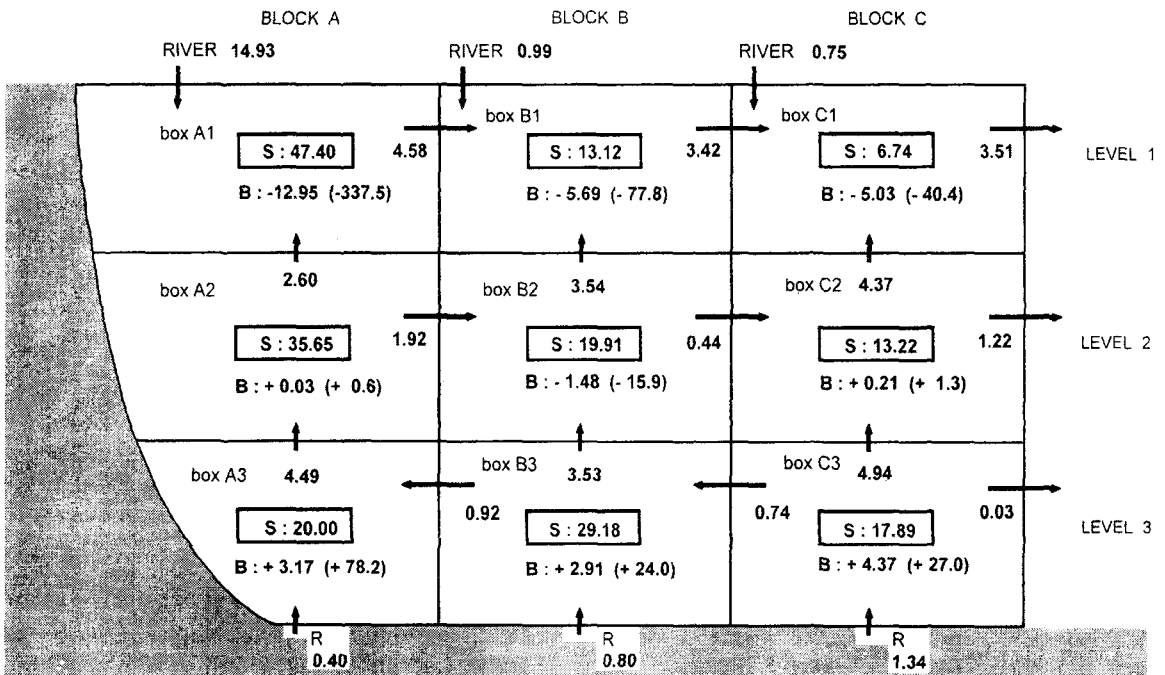 BLOCK A BLOCK B BLOCK C
RIVER 14.93 RIVER 0.99 RIVER 0.75
box A1 box B1 box C1
S : 47.40 4.58 S : 13.12 3.42 S : 6.74 3.51 LEVEL 1
B : -12.95 (-337.5) B : - 5.69 (- 77.8) B : - 5.03 (- 40.4)
2.60 3.54 4.37
box A2 box B2 box C2
S : 35.65 1.92 S : 19.91 0.44 S : 13.22 1.22 LEVEL 2
B : + 0.03 (+ 0.6) B : - 1.48 (- 15.9) B : + 0.21 (+ 1.3)
box A3 4.49 box B3 3.53 box C3 4.94
S : 20.00 0.92 S : 29.18 0.74 S : 17.89 0.03 LEVEL 3
B : + 3.17 (+ 78.2) B : + 2.91 (+ 24.0) B : + 4.37 (+ 27.0)
R R R
0.40 0.80 1.34